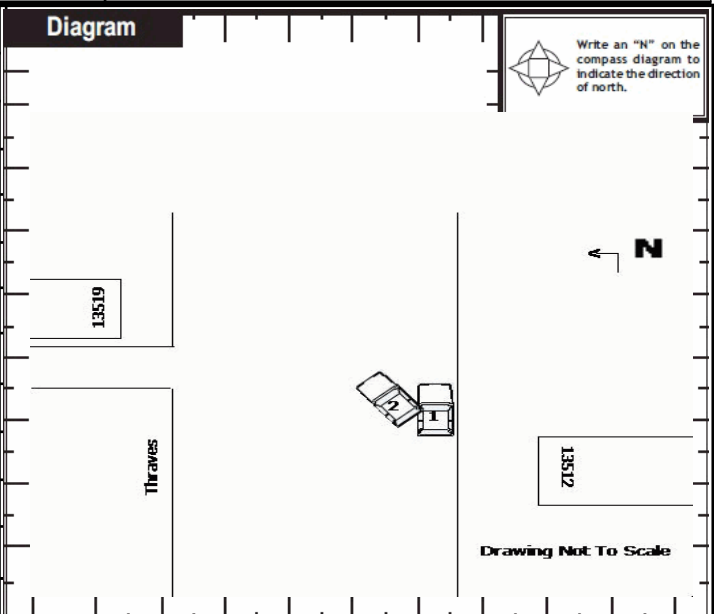 Diagram
Write an “N” on the
compass diagram to
indicate the direction
of north.
N
13519
2
1
Thraves
13512
Drawing Not To Scale